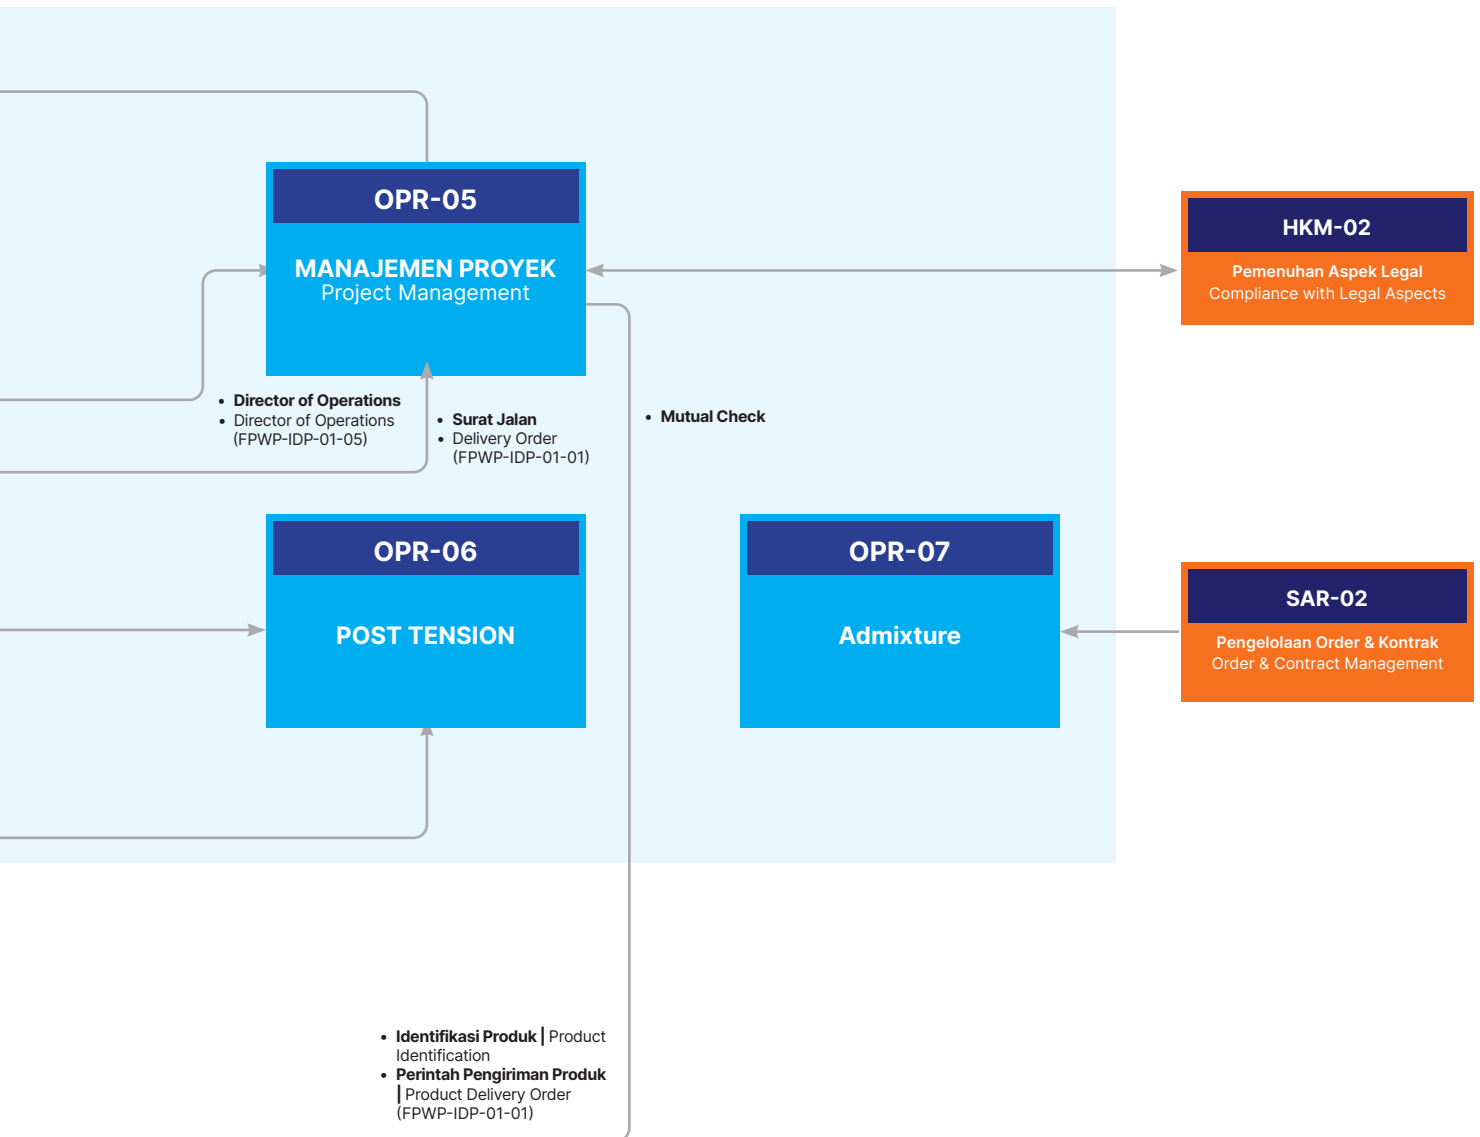 OPR-05
MANAJEMEN PROYEK
Project Management
HKM-02
Pemenuhan Aspek Legal
Compliance with Legal Aspects
• Director of Operations
• Director of Operations
(FPWP-IDP-01-05)
• Surat Jalan
• Delivery Order
(FPWP-IDP-01-01)
• Mutual Check
OPR-06
POST TENSION
OPR-07
Admixture
SAR-02
Pengelolaan Order & Kontrak
Order & Contract Management
• Identifikasi Produk | Product
Identification
• Perintah Pengiriman Produk
| Product Delivery Order
(FPWP-IDP-01-01)